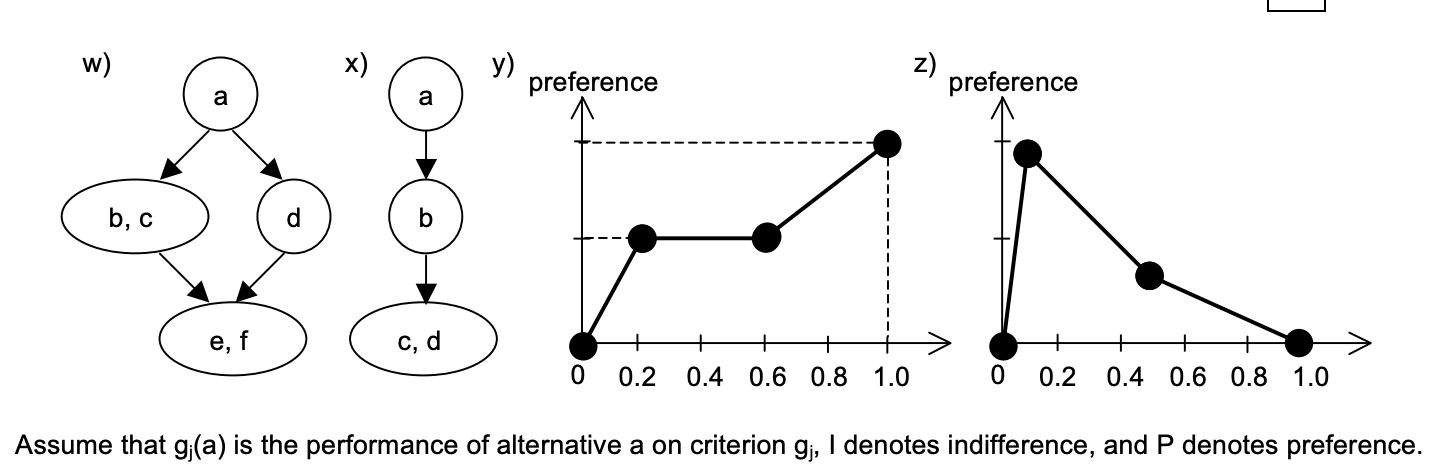 w)
a
b, c
d
e, f
x)
a
b
c, d
y)
preference
0 0.2 0.4 0.6 0.8 1.0
z)
preference
0 0.2 0.4 0.6 0.8 1.0
Assume that gj(a) is the performance of alternative a on criterion gj, I denotes indifference, and P denotes preference.